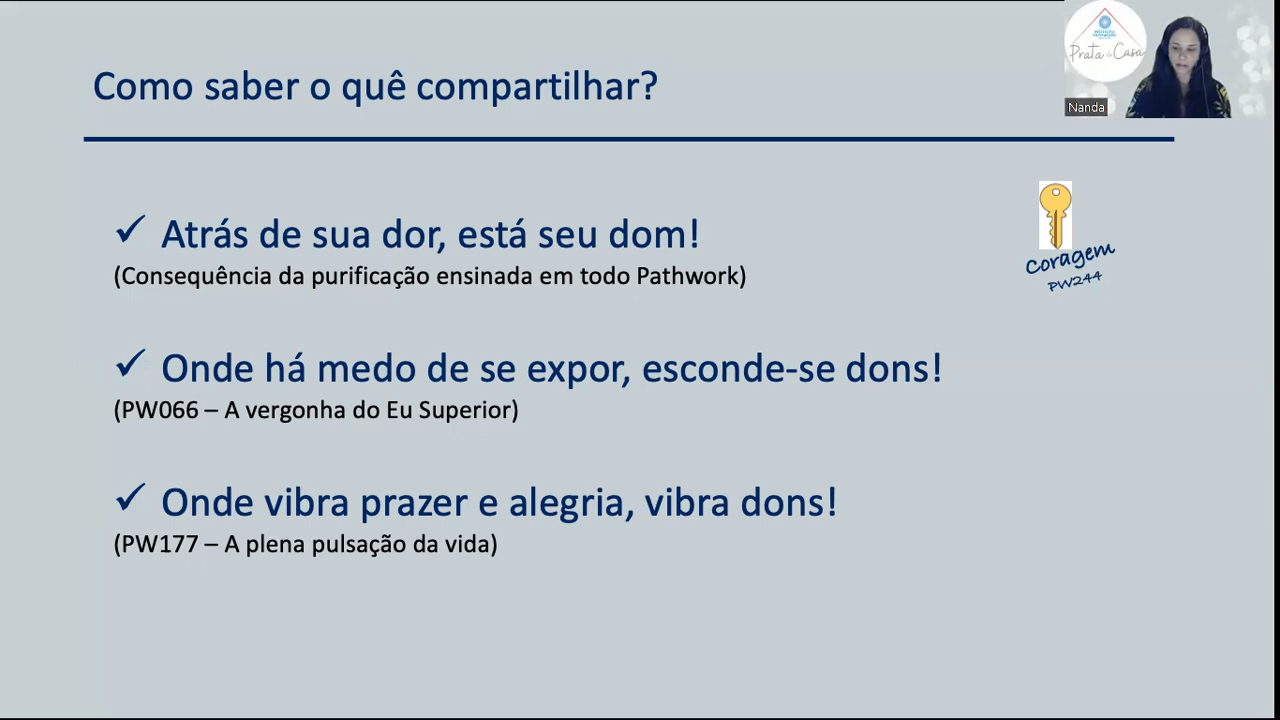 Como saber o quê compartilhar?
Prata da Casa
Nanda
✓ Atrás de sua dor, está seu dom!
(Consequência da purificação ensinada em todo Pathwork)
Coragem
PW244
✓ Onde há medo de se expor, esconde-se dons!
(PW066 – A vergonha do Eu Superior)
✓ Onde vibra prazer e alegria, vibra dons!
(PW177 – A plena pulsação da vida)